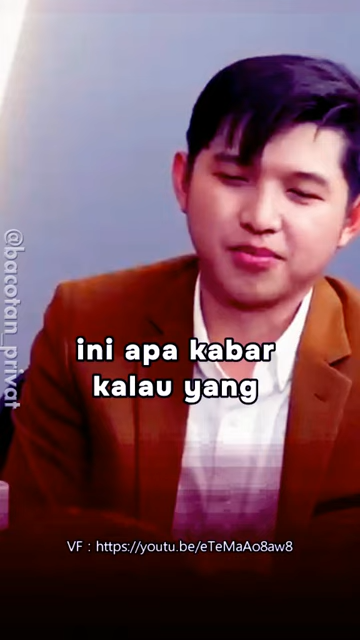 @bacotan_privat
ini apa kabar
kalau yang
VF : https://youtu.be/eTeMaAo8aw8